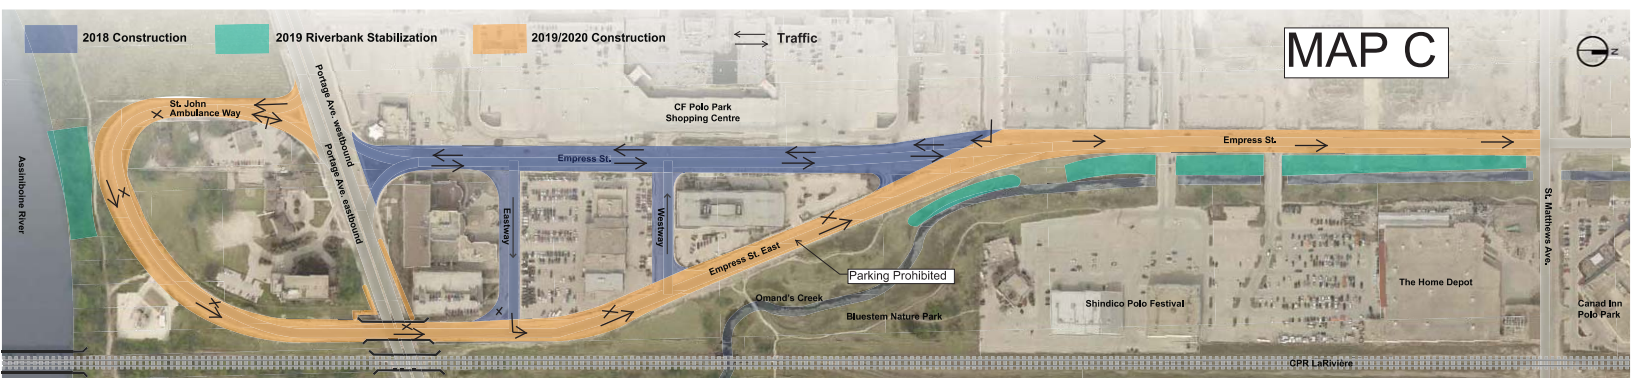 2018 Construction
2019 Riverbank Stabilization
2019/2020 Construction
Traffic
MAP C
N
Portage Ave. westbound
Portage Ave. eastbound
St. John
Ambulance Way
CF Polo Park
Shopping Centre
Empress St.
Empress St.
Assiniboine River
Eastway
Westway
Empress St. East
Parking Prohibited
St. Matthews Ave.
Omand's Creek
Bluestem Nature Park
Shindico Polo Festival
The Home Depot
Canad Inn
Polo Park
CPR LaRivière